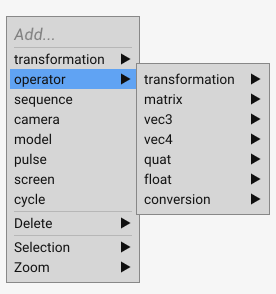 Add...
transformation
operator
sequence
camera
model
pulse
screen
cycle
Delete
Selection
Zoom
transformation
matrix
vec3
vec4
quat
float
conversion